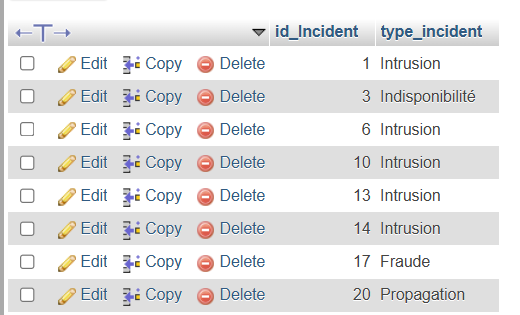 id_Incident type_incident
Edit Copy Delete 1 Intrusion
Edit Copy Delete 3 Indisponibilité
Edit Copy Delete 6 Intrusion
Edit Copy Delete 10 Intrusion
Edit Copy Delete 13 Intrusion
Edit Copy Delete 14 Intrusion
Edit Copy Delete 17 Fraude
Edit Copy Delete 20 Propagation